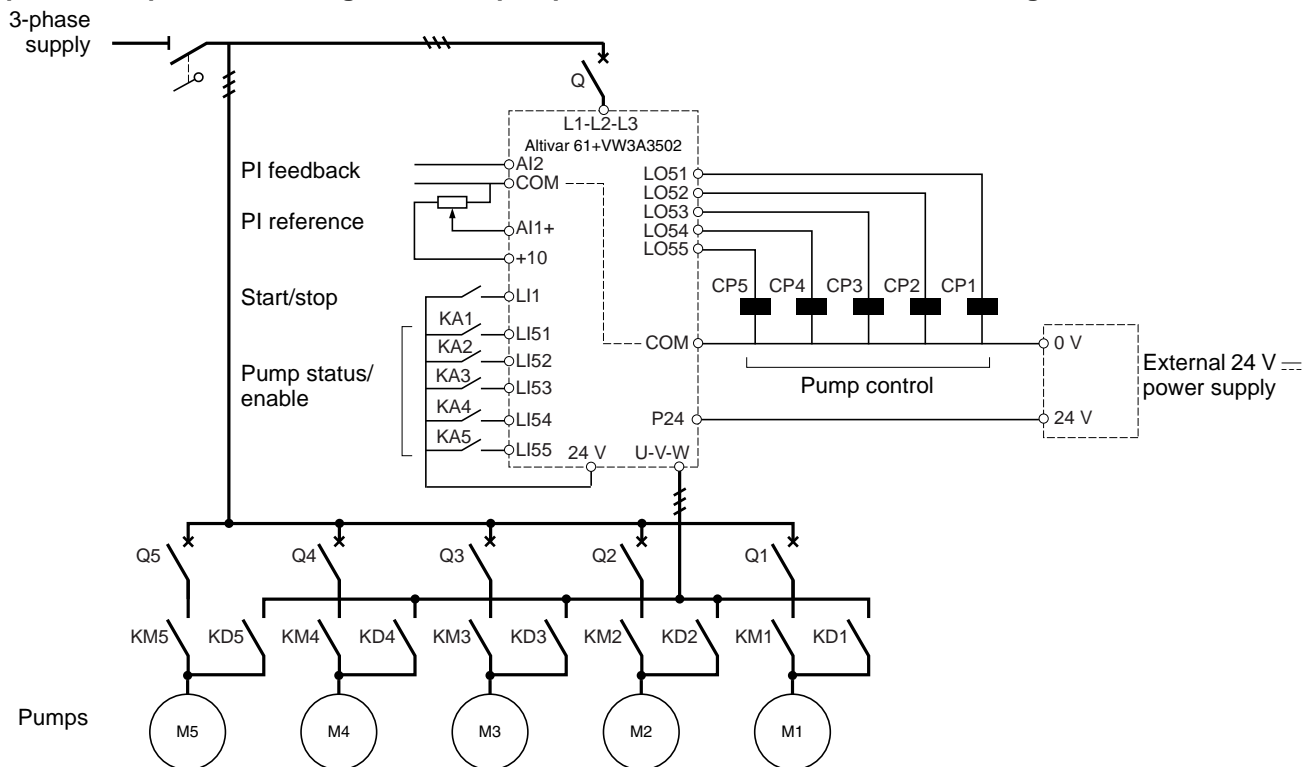 3-phase
supply
Q
L1-L2-L3
Altivar 61+VW3A3502
PI feedback
AI2
COM
PI reference
AI1+
+10
Start/stop
LI1
KA1
LI51
KA2
LI52
Pump status/
enable
KA3
LI53
KA4
LI54
KA5
LI55
24 V
U-V-W
LO51
LO52
LO53
LO54
LO55
CP5
CP4
CP3
CP2
CP1
COM
0 V
Pump control
External 24 V
power supply
P24
24 V
Q5
Q4
Q3
Q2
Q1
KM5
KD5
KM4
KD4
KM3
KD3
KM2
KD2
KM1
KD1
Pumps
M5
M4
M3
M2
M1